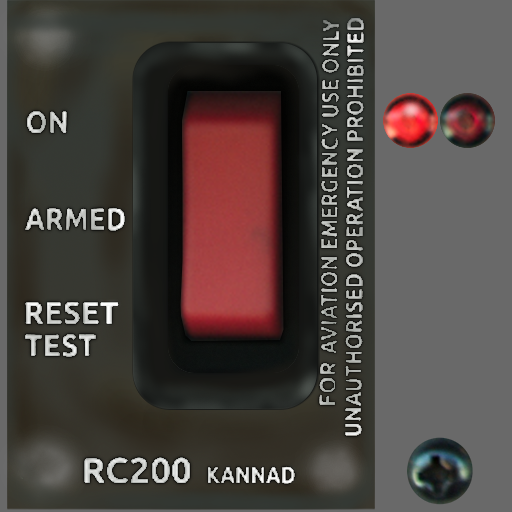 ON
ARMED
RESET
TEST
FOR AVIATION EMERGENCY USE ONLY
UNAUTHORISED OPERATION PROHIBITED
RC200 KANNAD